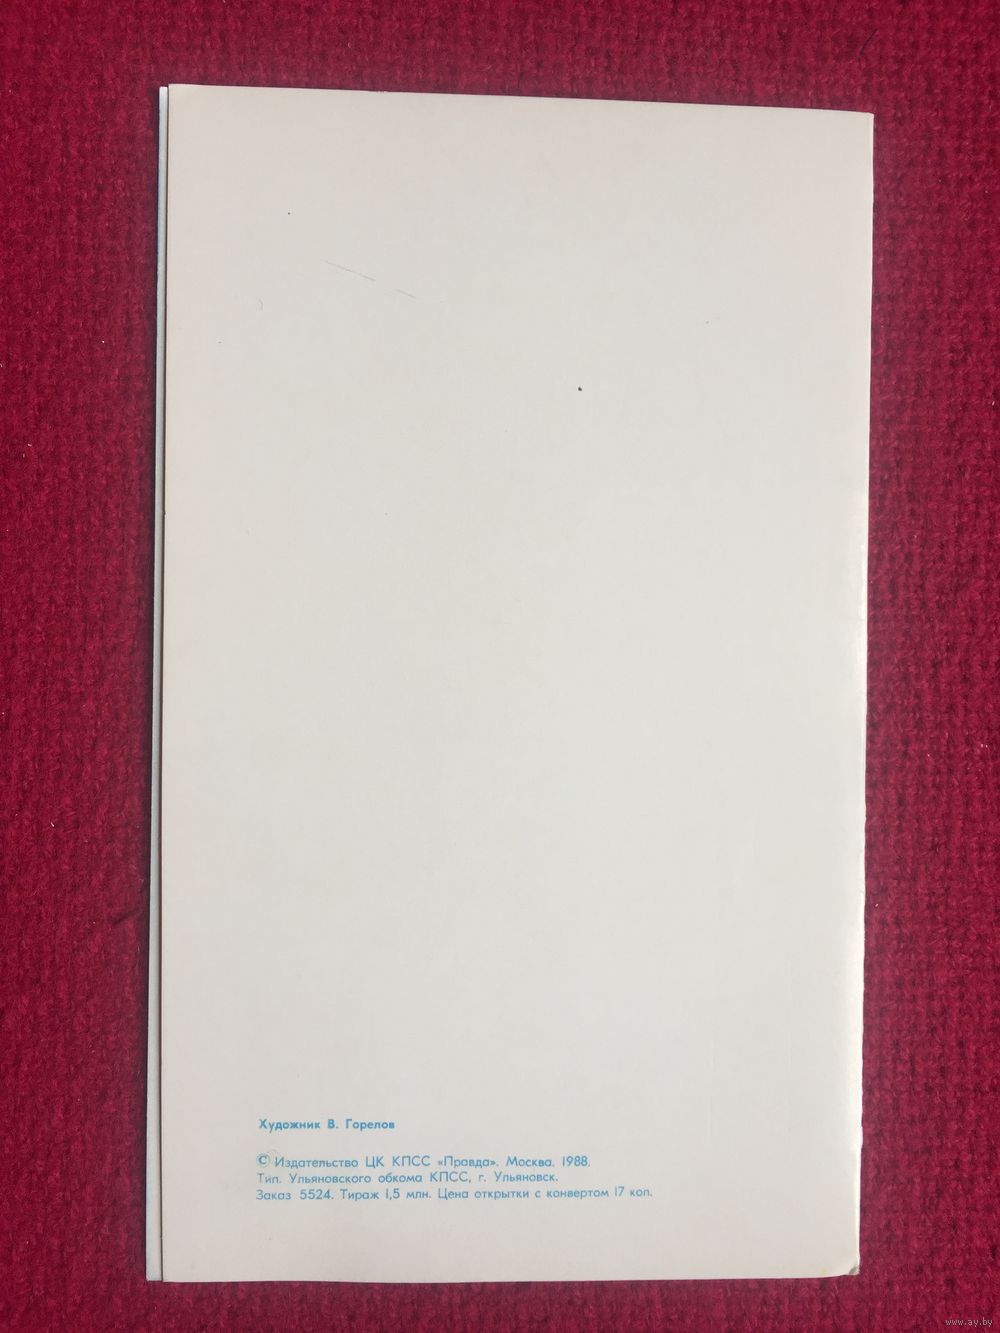 Художник В. Горелов
© Издательство ЦК КПСС «Правда». Москва. 1988.
Тип. Ульяновского обкома КПСС, г. Ульяновск.
Заказ 5524. Тираж 1,5 млн. Цена открытки с конвертом 17 коп.
www.ay.by